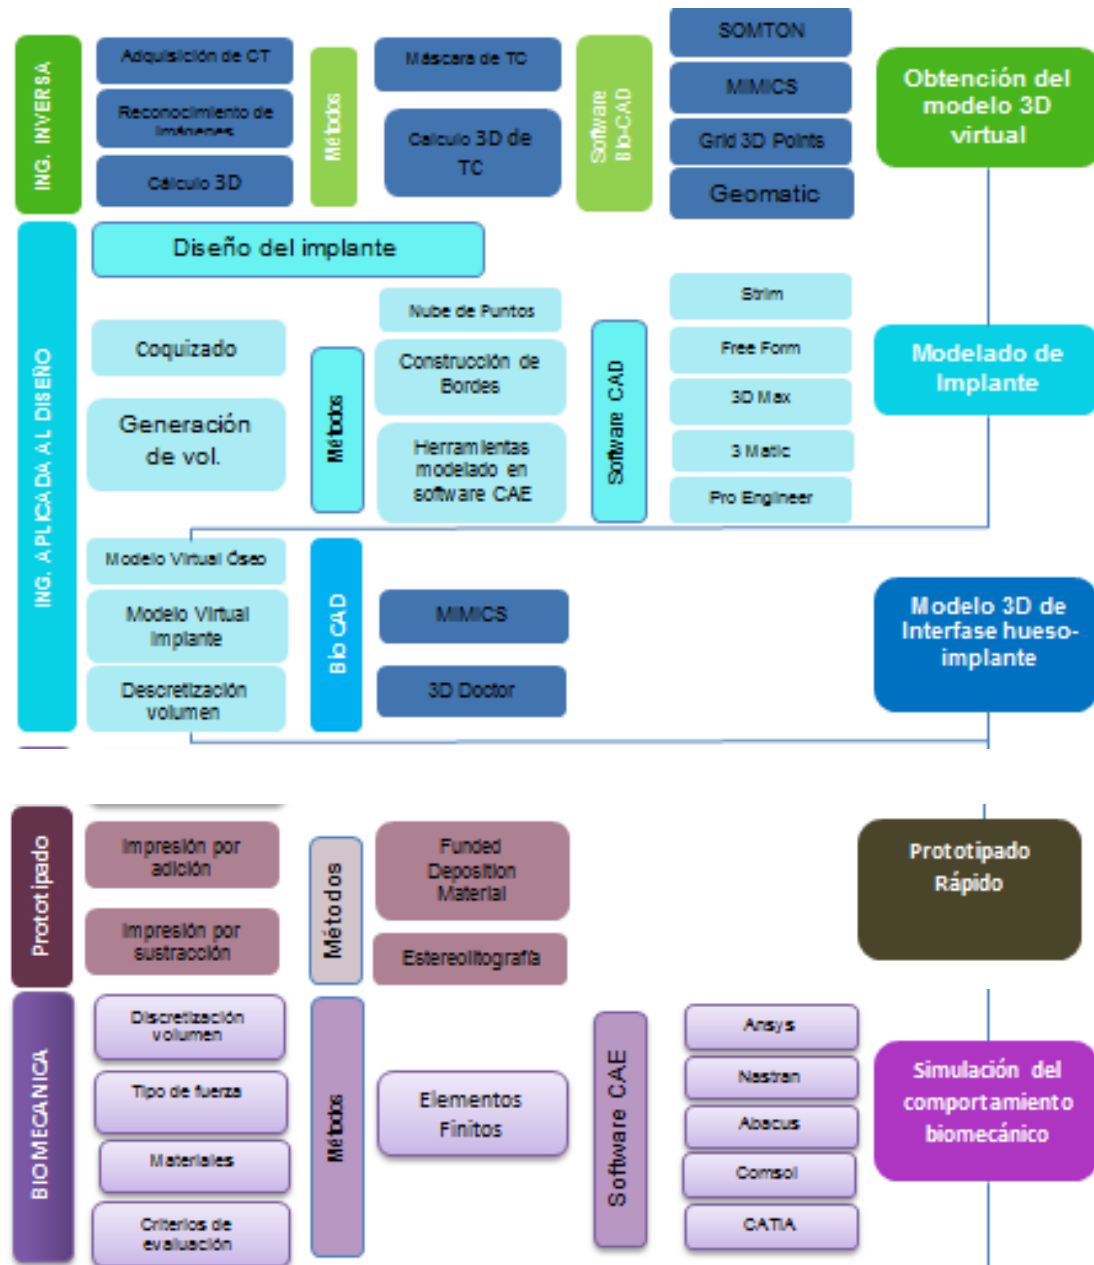 ING. INVERSA
Adquisición de CT
Reconocimiento de
imágenes
Cálculo 3D
Métodos
Máscara de TC
Calculo 3D de
TC
Software
Bio-CAD
SOMTON
MIMICS
Grid 3D Points
Geomatic
Obtención del
modelo 3D
virtual
ING. APLICADA AL DISEÑO
Diseño del implante
Coquizado
Generación
de vol.
Métodos
Nube de Puntos
Construcción de
Bordes
Herramientas
modelado en
software CAE
Software CAD
Strim
Free Form
3D Max
3 Matic
Pro Engineer
Modelado de
Implante
Modelo Virtual Óseo
Modelo Virtual
Implante
Descretización
volumen
Bío CAD
MIMICS
3D Doctor
Modelo 3D de
Interfase hueso-
implante
Prototipado
Impresión por
adición
Impresión por
sustracción
Métodos
Funded
Deposition
Material
Estereolitografía
Prototipado
Rápido
BIOMECANICA
Discretización
volumen
Tipo de fuerza
Materiales
Criterios de
evaluación
Métodos
Elementos
Finitos
Software CAE
Ansys
Nastran
Abacus
Comsol
CATIA
Simulación del
comportamiento
biomecánico